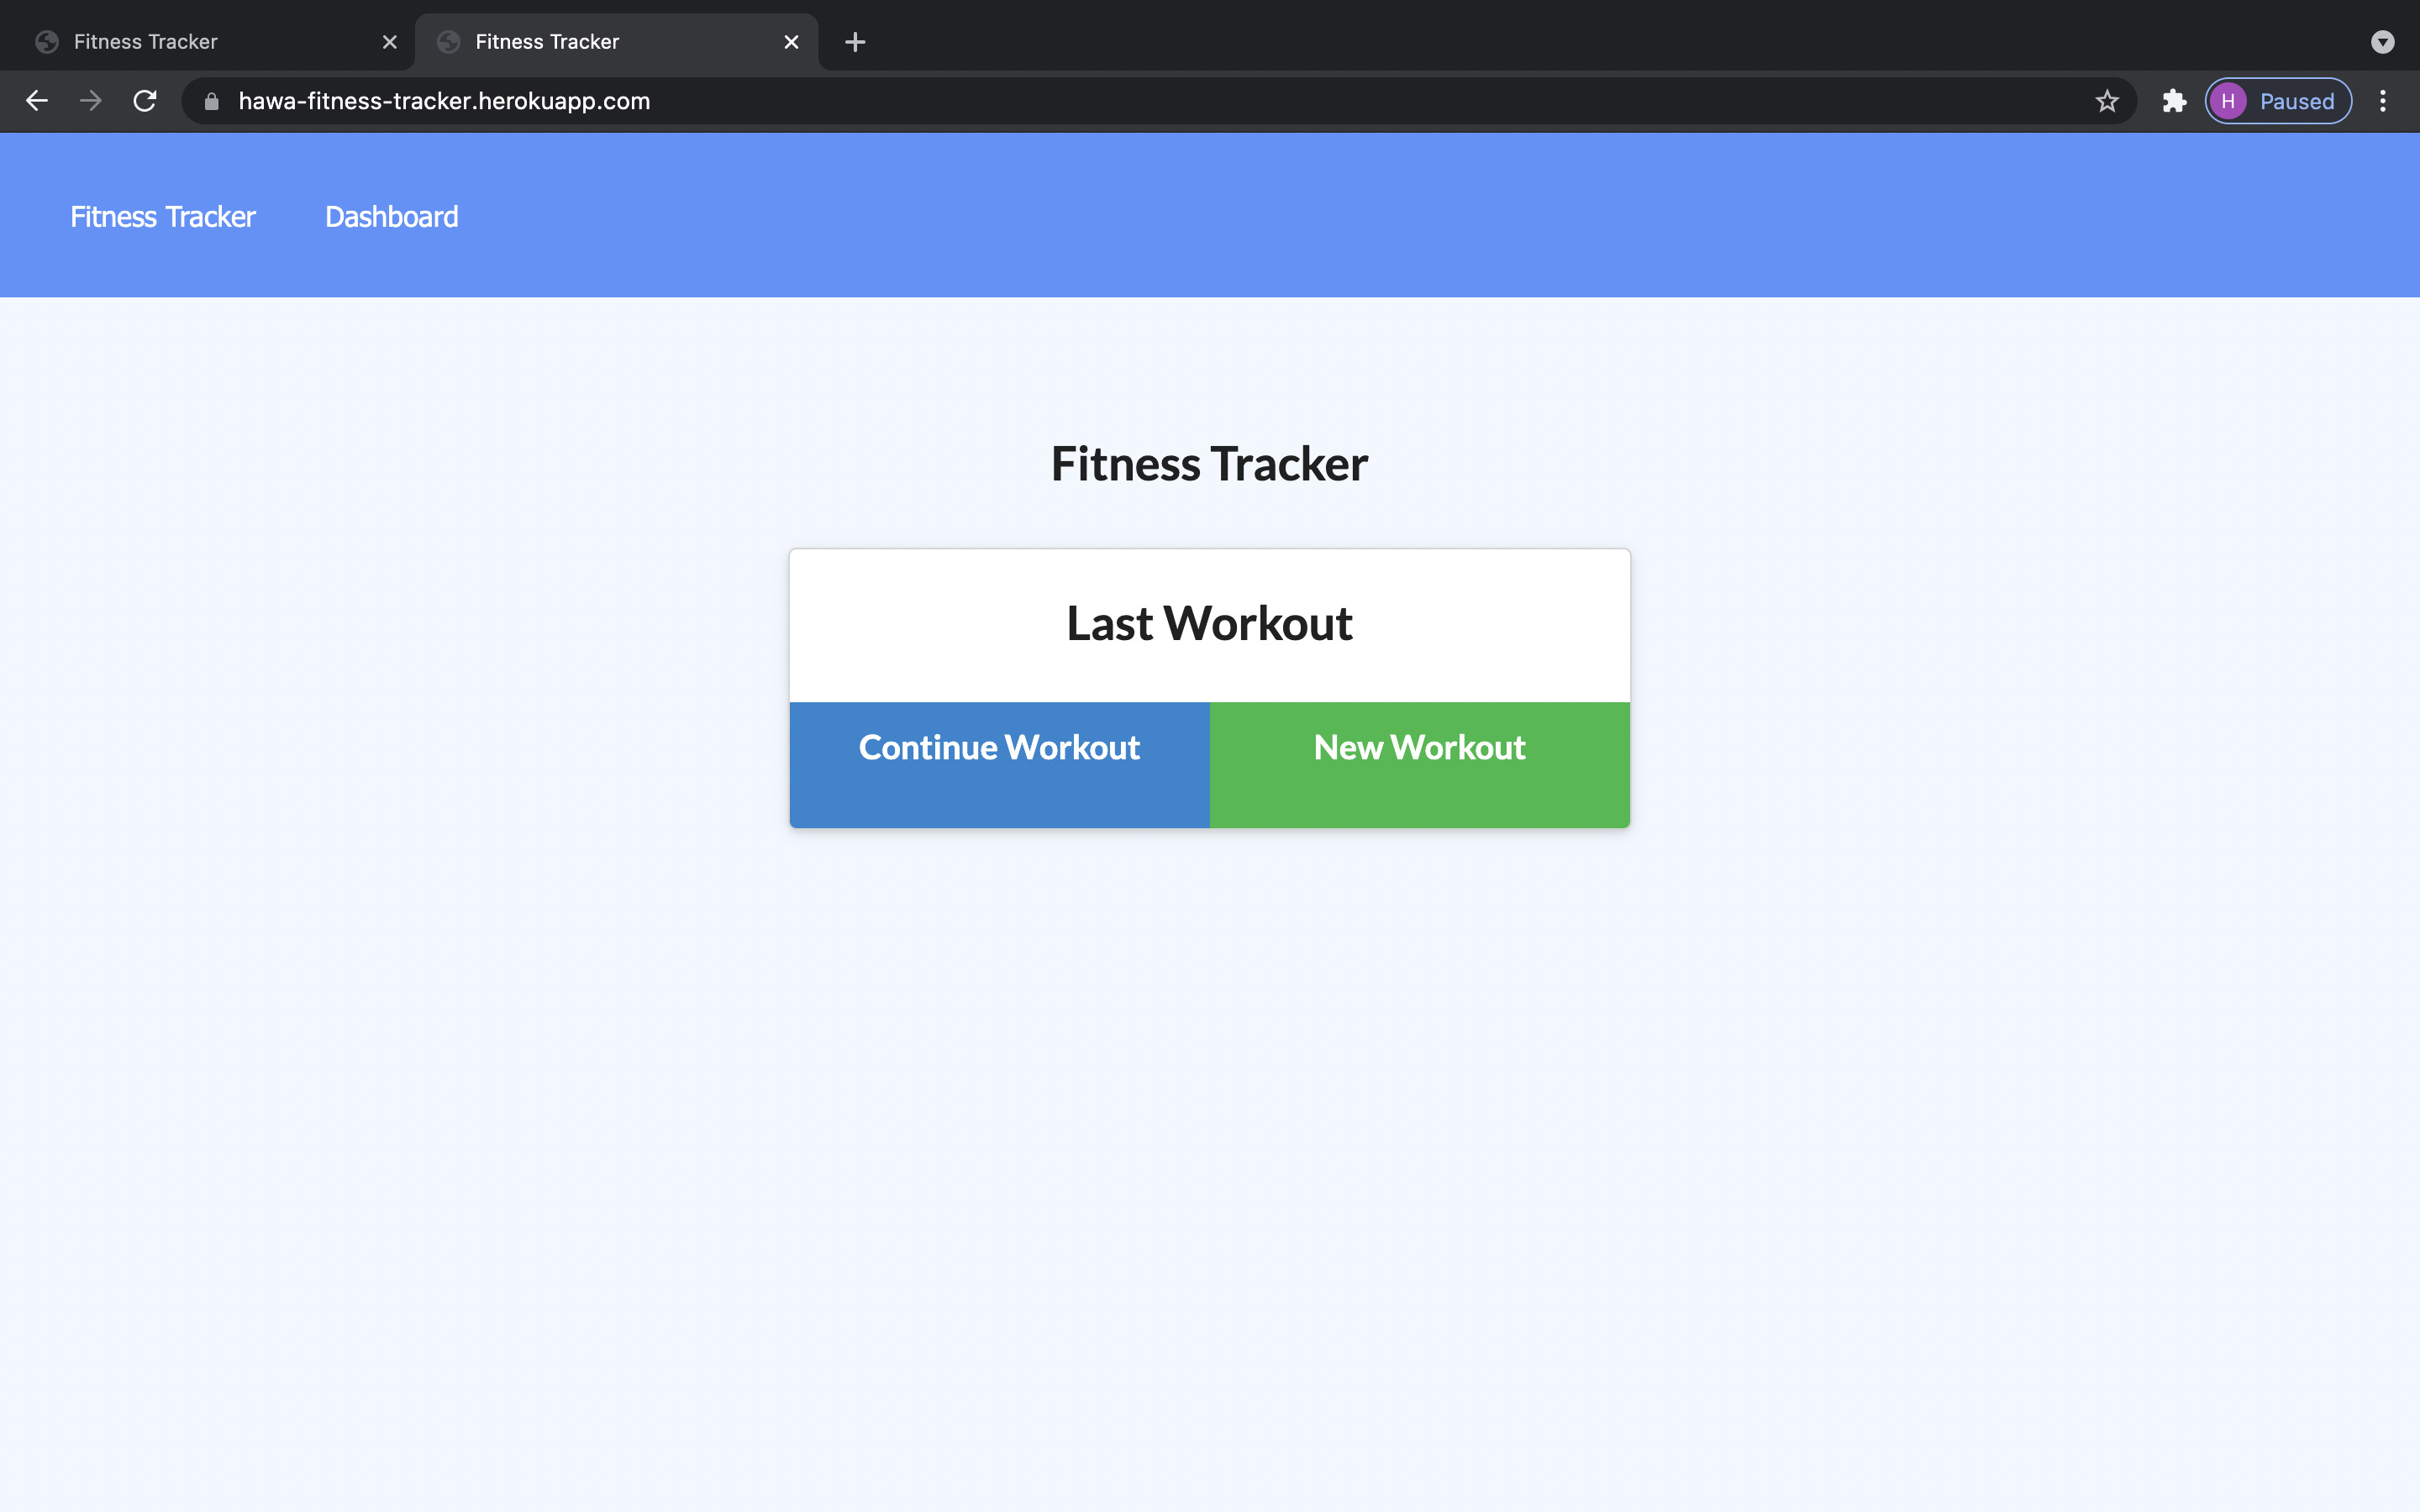 Fitness Tracker Fitness Tracker
hawa-fitness-tracker.herokuapp.com H Paused
Fitness Tracker Dashboard
Fitness Tracker
Last Workout
Continue Workout New Workout